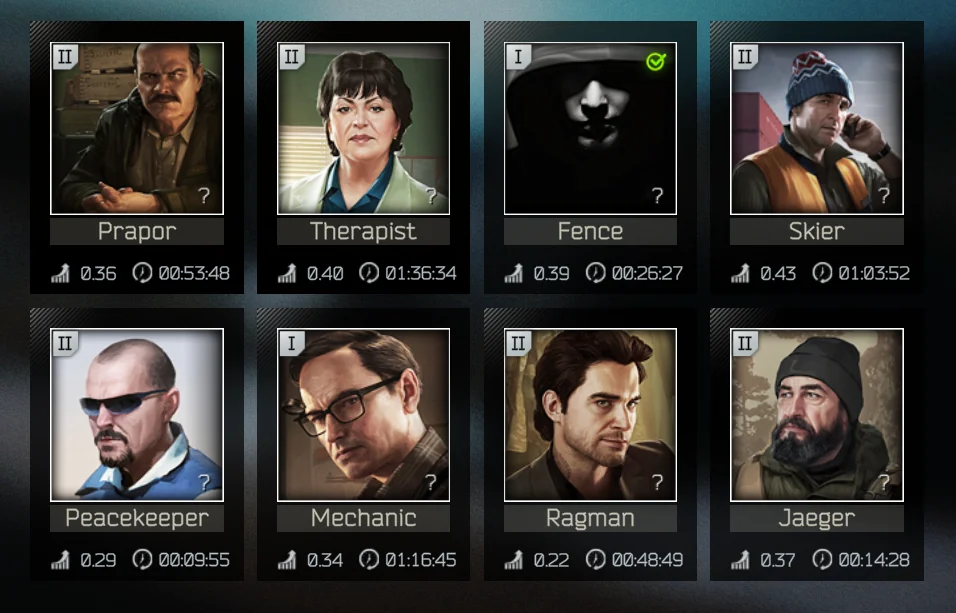 II
II
I
II
?
?
?
?
Prapor
Therapist
Fence
Skier
0.36 00:53:48
0.40 01:36:34
0.39 00:26:27
0.43 01:03:52
II
I
II
II
?
?
?
?
Peacekeeper
Mechanic
Ragman
Jaeger
0.29 00:09:55
0.34 01:16:45
0.22 00:48:49
0.37 00:14:28